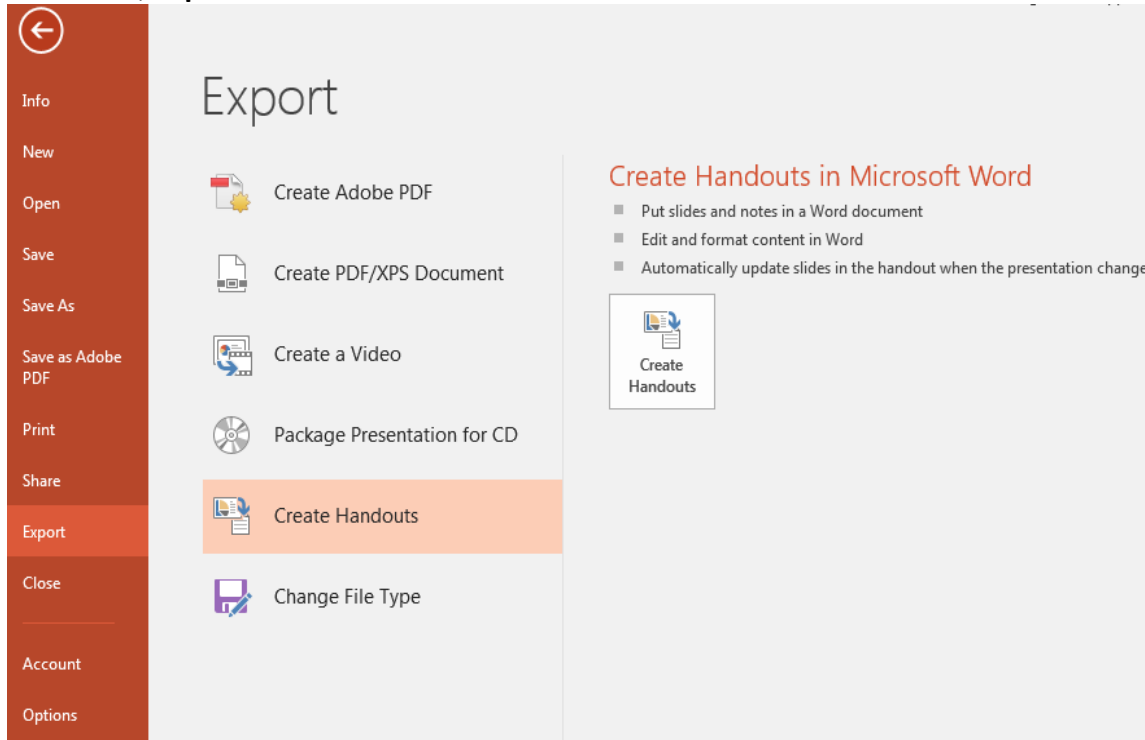 Info
New
Open
Save
Save As
Save as Adobe
PDF
Print
Share
Export
Close
Account
Options
Export
Create Adobe PDF
Create PDF/XPS Document
Create a Video
Package Presentation for CD
Create Handouts
Change File Type
Create Handouts in Microsoft Word
Put slides and notes in a Word document
Edit and format content in Word
Automatically update slides in the handout when the presentation change
Create
Handouts